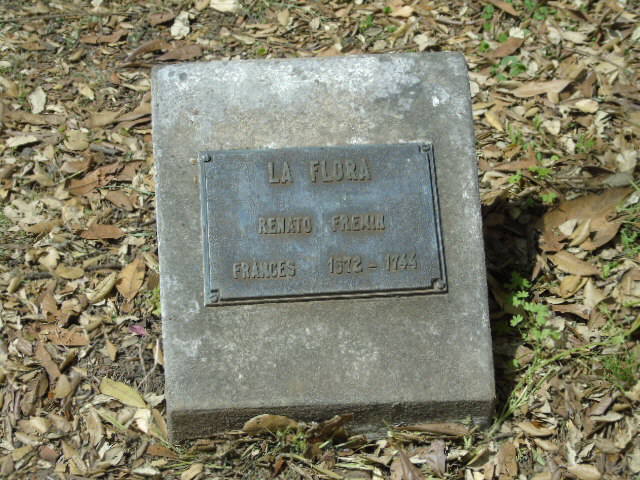 LA FLORA
RENATO FREMIN
FRANCES 1672 - 1744